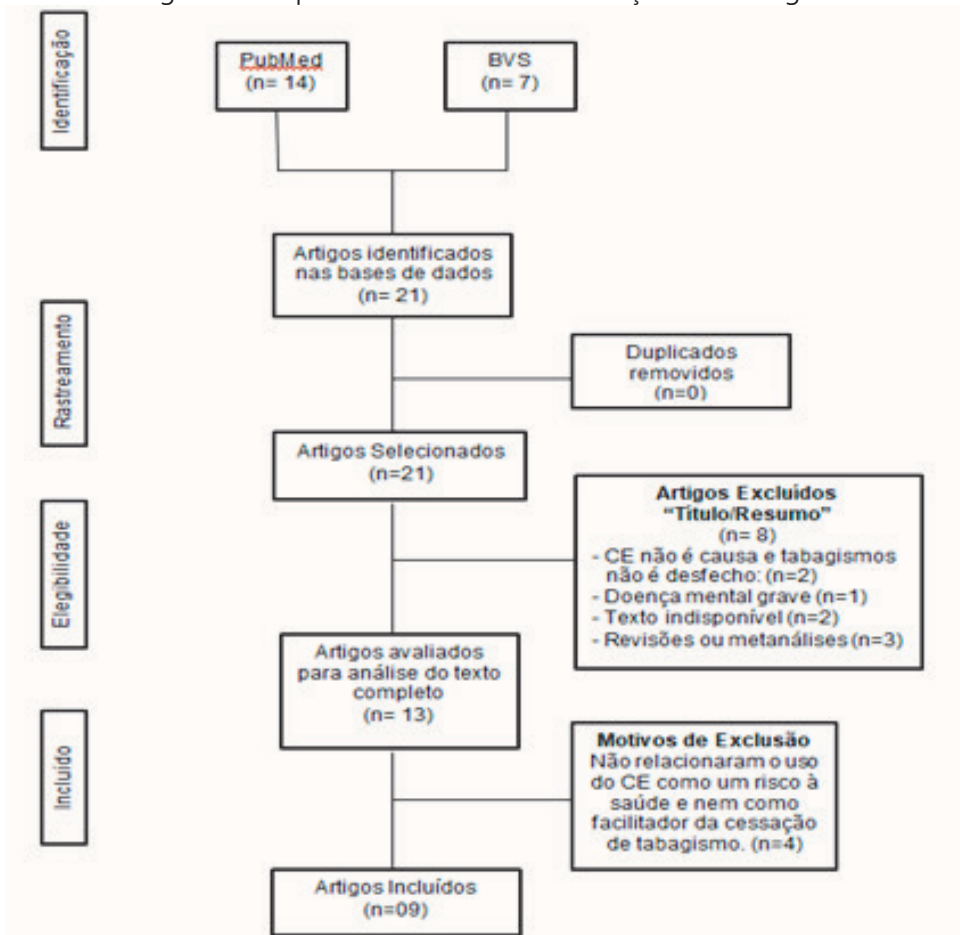 Identificação
PubMed
(n= 14)
BVS
(n= 7)
Artigos identificados
nas bases de dados
(n= 21)
Rastreamento
Duplicados
removidos
(n=0)
Artigos Selecionados
(n=21)
Elegibilidade
Artigos Excluídos
“Título/Resumo”
(n= 8)
- CE não é causa e tabagismos
não é desfecho: (n=2)
- Doença mental grave (n=1)
- Texto indisponível (n=2)
- Revisões ou metanálises (n=3)
Artigos avaliados
para análise do texto
completo
(n= 13)
Incluído
Motivos de Exclusão
Não relacionaram o uso
do CE como um risco à
saúde e nem como
facilitador da cessação
de tabagismo. (n=4)
Artigos Incluídos
(n=09)